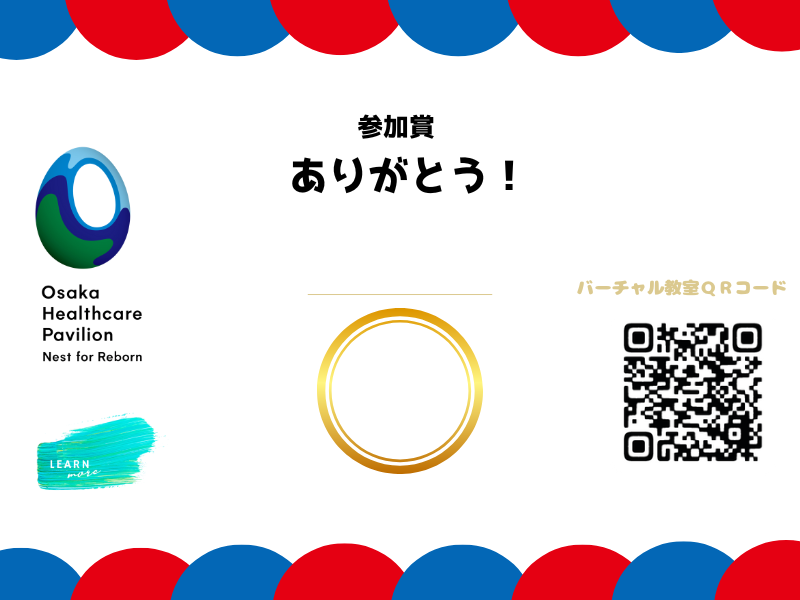 参加賞
ありがとう！
Osaka
Healthcare
Pavilion
Nest for Reborn
LEARN
more
バーチャル教室ＱＲコード